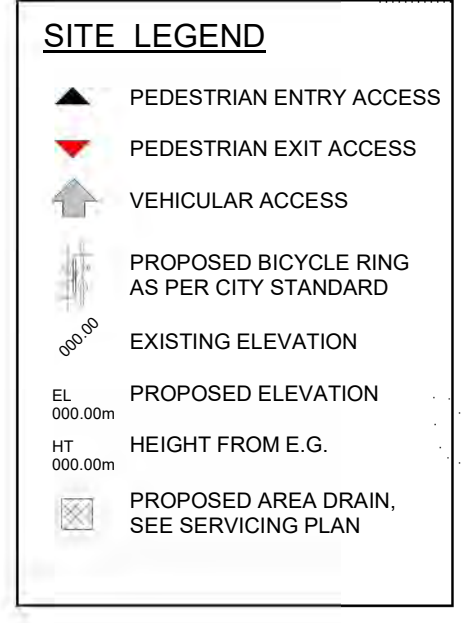 SITE LEGEND
PEDESTRIAN ENTRY ACCESS
PEDESTRIAN EXIT ACCESS
VEHICULAR ACCESS
PROPOSED BICYCLE RING
AS PER CITY STANDARD
000.00 EXISTING ELEVATION
EL
000.00m
PROPOSED ELEVATION
HT
000.00m
HEIGHT FROM E.G.
PROPOSED AREA DRAIN,
SEE SERVICING PLAN